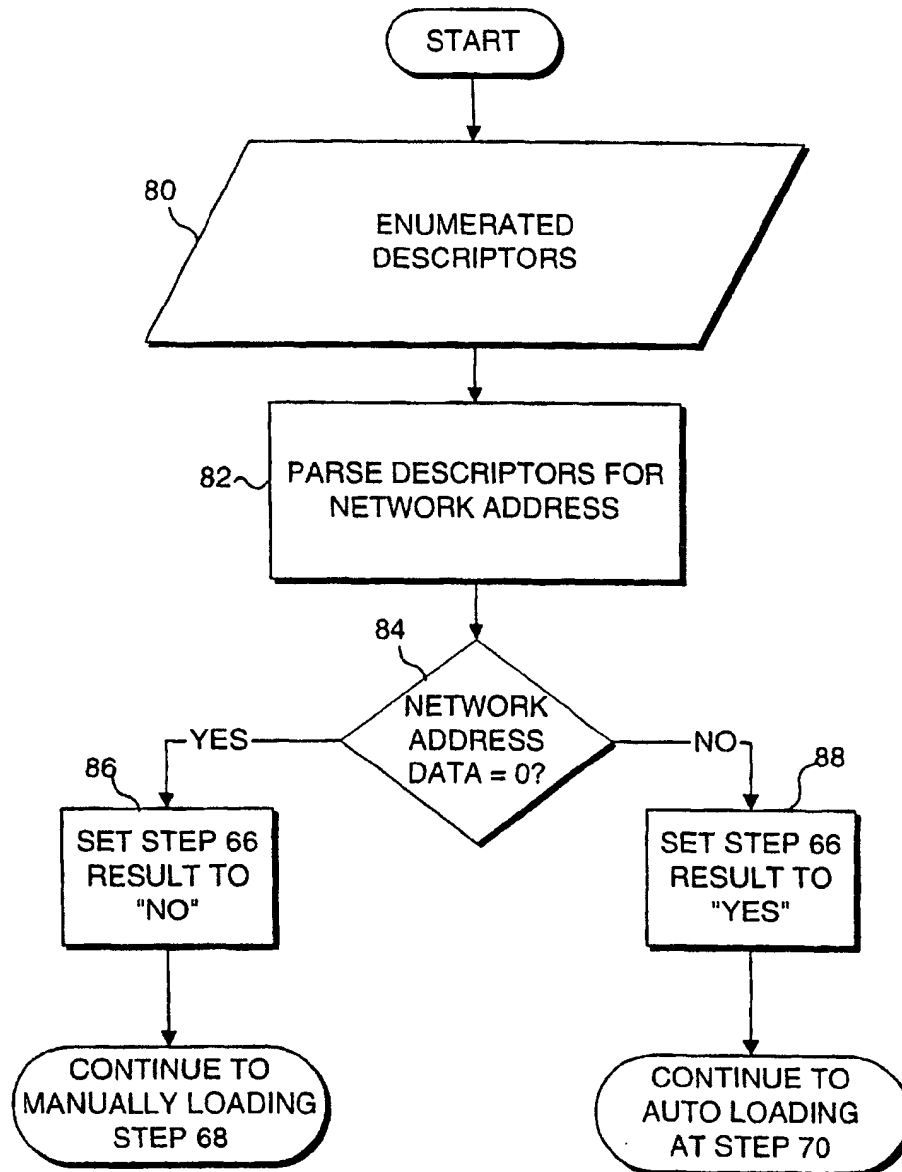 START
80
ENUMERATED
DESCRIPTORS
82
PARSE DESCRIPTORS FOR
NETWORK ADDRESS
84
NETWORK
ADDRESS
DATA = 0?
YES
NO
86
SET STEP 66
RESULT TO
"NO"
88
SET STEP 66
RESULT TO
"YES"
CONTINUE TO
MANUALLY LOADING
STEP 68
CONTINUE TO
AUTO LOADING
AT STEP 70